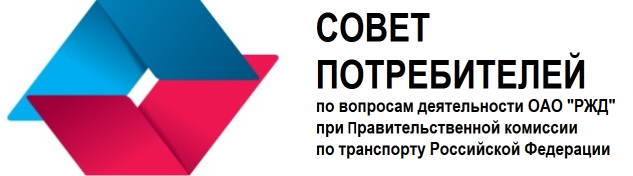 СОВЕТ
ПОТРЕБИТЕЛЕЙ
по вопросам деятельности ОАО "РЖД"
при Правительственной комиссии
по транспорту Российской Федерации